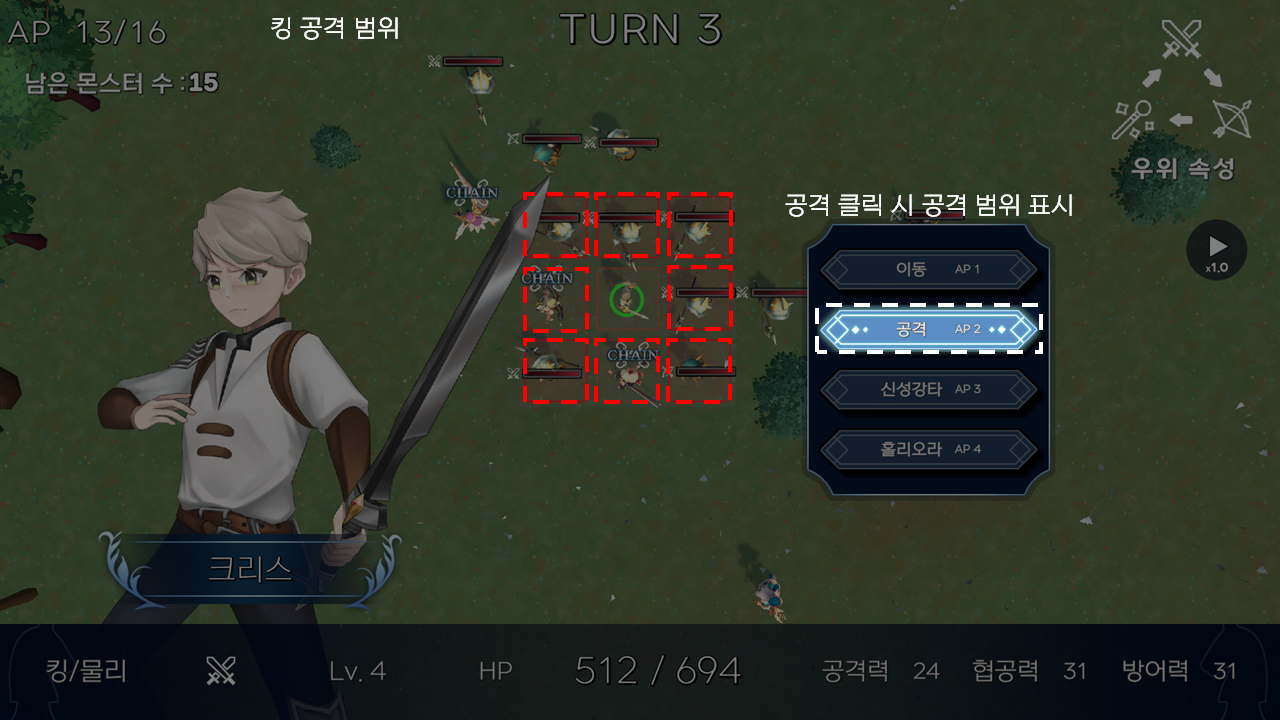 AP 13/16
킹 공격 범위
TURN 3
남은 몬스터 수 : 15
우위 속성
CHAIN
공격 클릭 시 공격 범위 표시
x1.0
이동 AP 1
CHAIN
공격 AP 2
CHAIN
신성강타 AP 3
홀리오라 AP 4
크리스
킹/물리 Lv. 4 HP 512 / 694 공격력 24 협공력 31 방어력 31